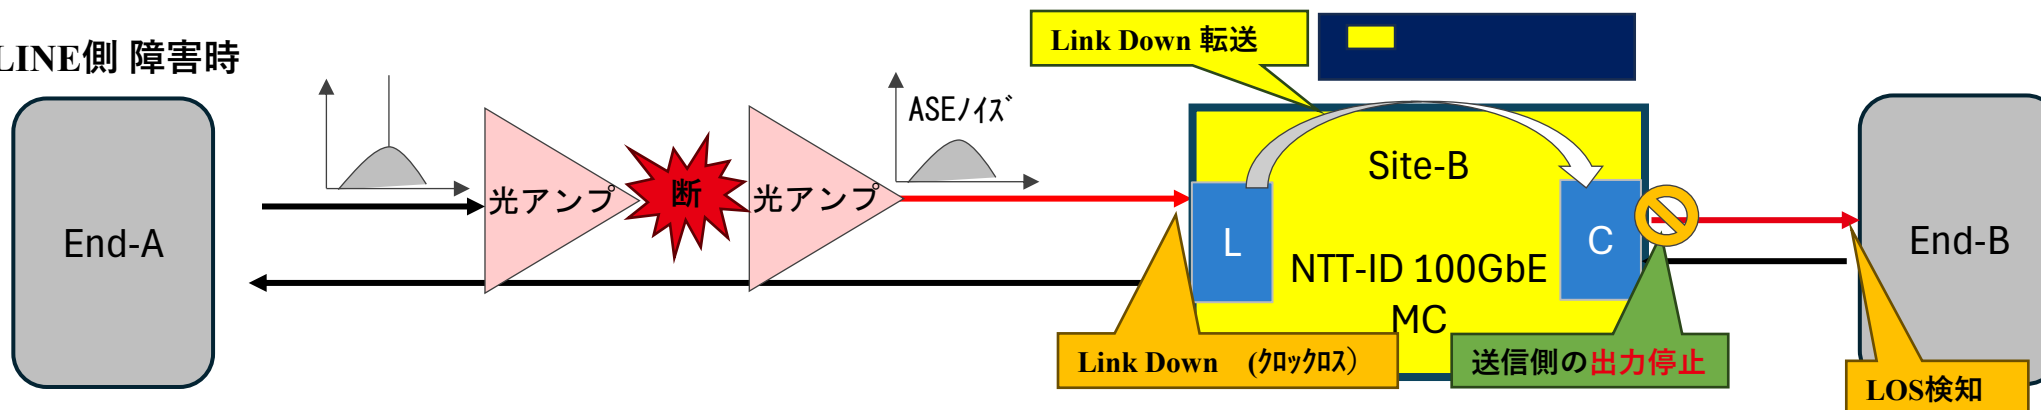 LINE側 障害時
Link Down 転送
ASEノイズ
End-A
光アンプ
断
光アンプ
L
Site-B
NTT-ID 100GbE
MC
C
End-B
Link Down (クロックロス)
送信側の出力停止
LOS検知